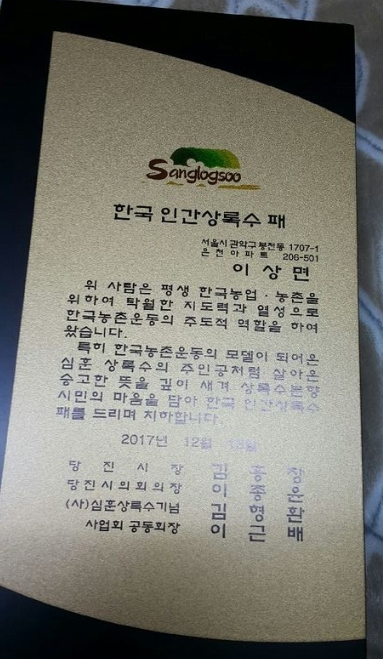 Sanglogsoo
한국 인간상록수 패
서울시 관악구 봉천동 1707-1
은천아파트 206-501
이 상 면
위 사람은 평생 한국농업·농촌을
위하여 탁월한 지도력과 열성으로
한국농촌운동의 주도적 역할을 하여
왔습니다.
특히 한국농촌운동의 모델이 되어온
심훈 상록수의 주인공처럼 살아온
숭고한 뜻을 깊이 새겨 상록수본향
시민의 마음을 담아 한국 인간상록수
패를 드리며 치하합니다.
2017년 12월
당 진 시 장 김 홍 장
당진시의회의장 이 종 윤
(사)심훈상록수기념 김 형 환
사업회 공동회장 이 근 배